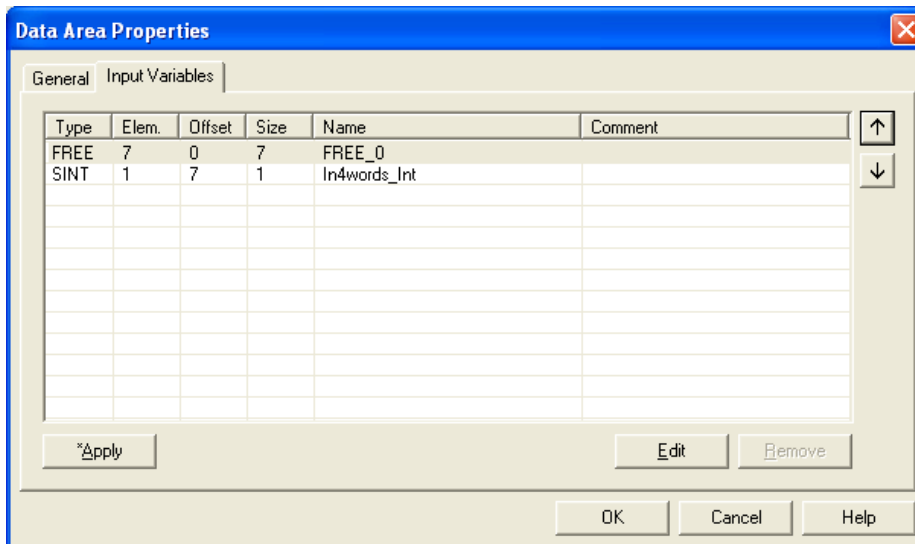 Data Area Properties
General Input Variables
Type Elem. Offset Size Name Comment
FREE 7 0 7 FREE_0
SINT 1 7 1 In4words_Int
*Apply Edit Remove
OK Cancel Help